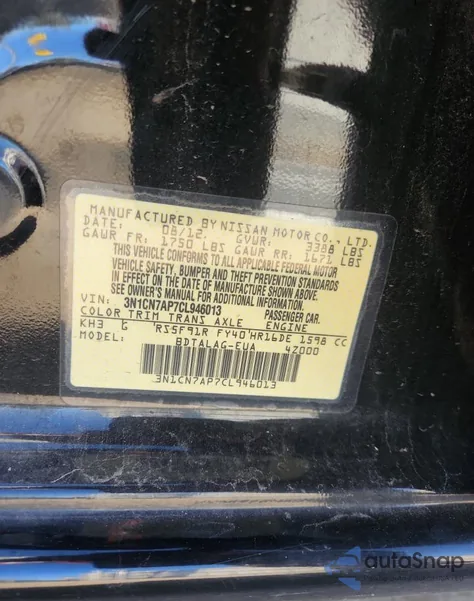 MANUFACTURED BY NISSAN MOTOR CO., LTD.
DATE: 08/12 GVWR: 3388 LBS
GAWR FR: 1750 LBS GAWR RR: 1671 LBS
THIS VEHICLE CONFORMS TO ALL APPLICABLE FEDERAL MOTOR
VEHICLE SAFETY, BUMPER AND THEFT PREVENTION STANDARDS
IN EFFECT ON THE DATE OF MANUFACTURE SHOWN ABOVE.
SEE OWNER'S MANUAL FOR ADDITIONAL INFORMATION.
VIN: 3N1CN7AP7CL946013 PASSENGER CAR.
COLOR TRIM TRANS AXLE ENGINE
KH3 G RS5F91R FY40 HR16DE 1598 CC
MODEL: BDTALAG-EUA 4Z000
3N1CN7AP7CL946013
autoSnap